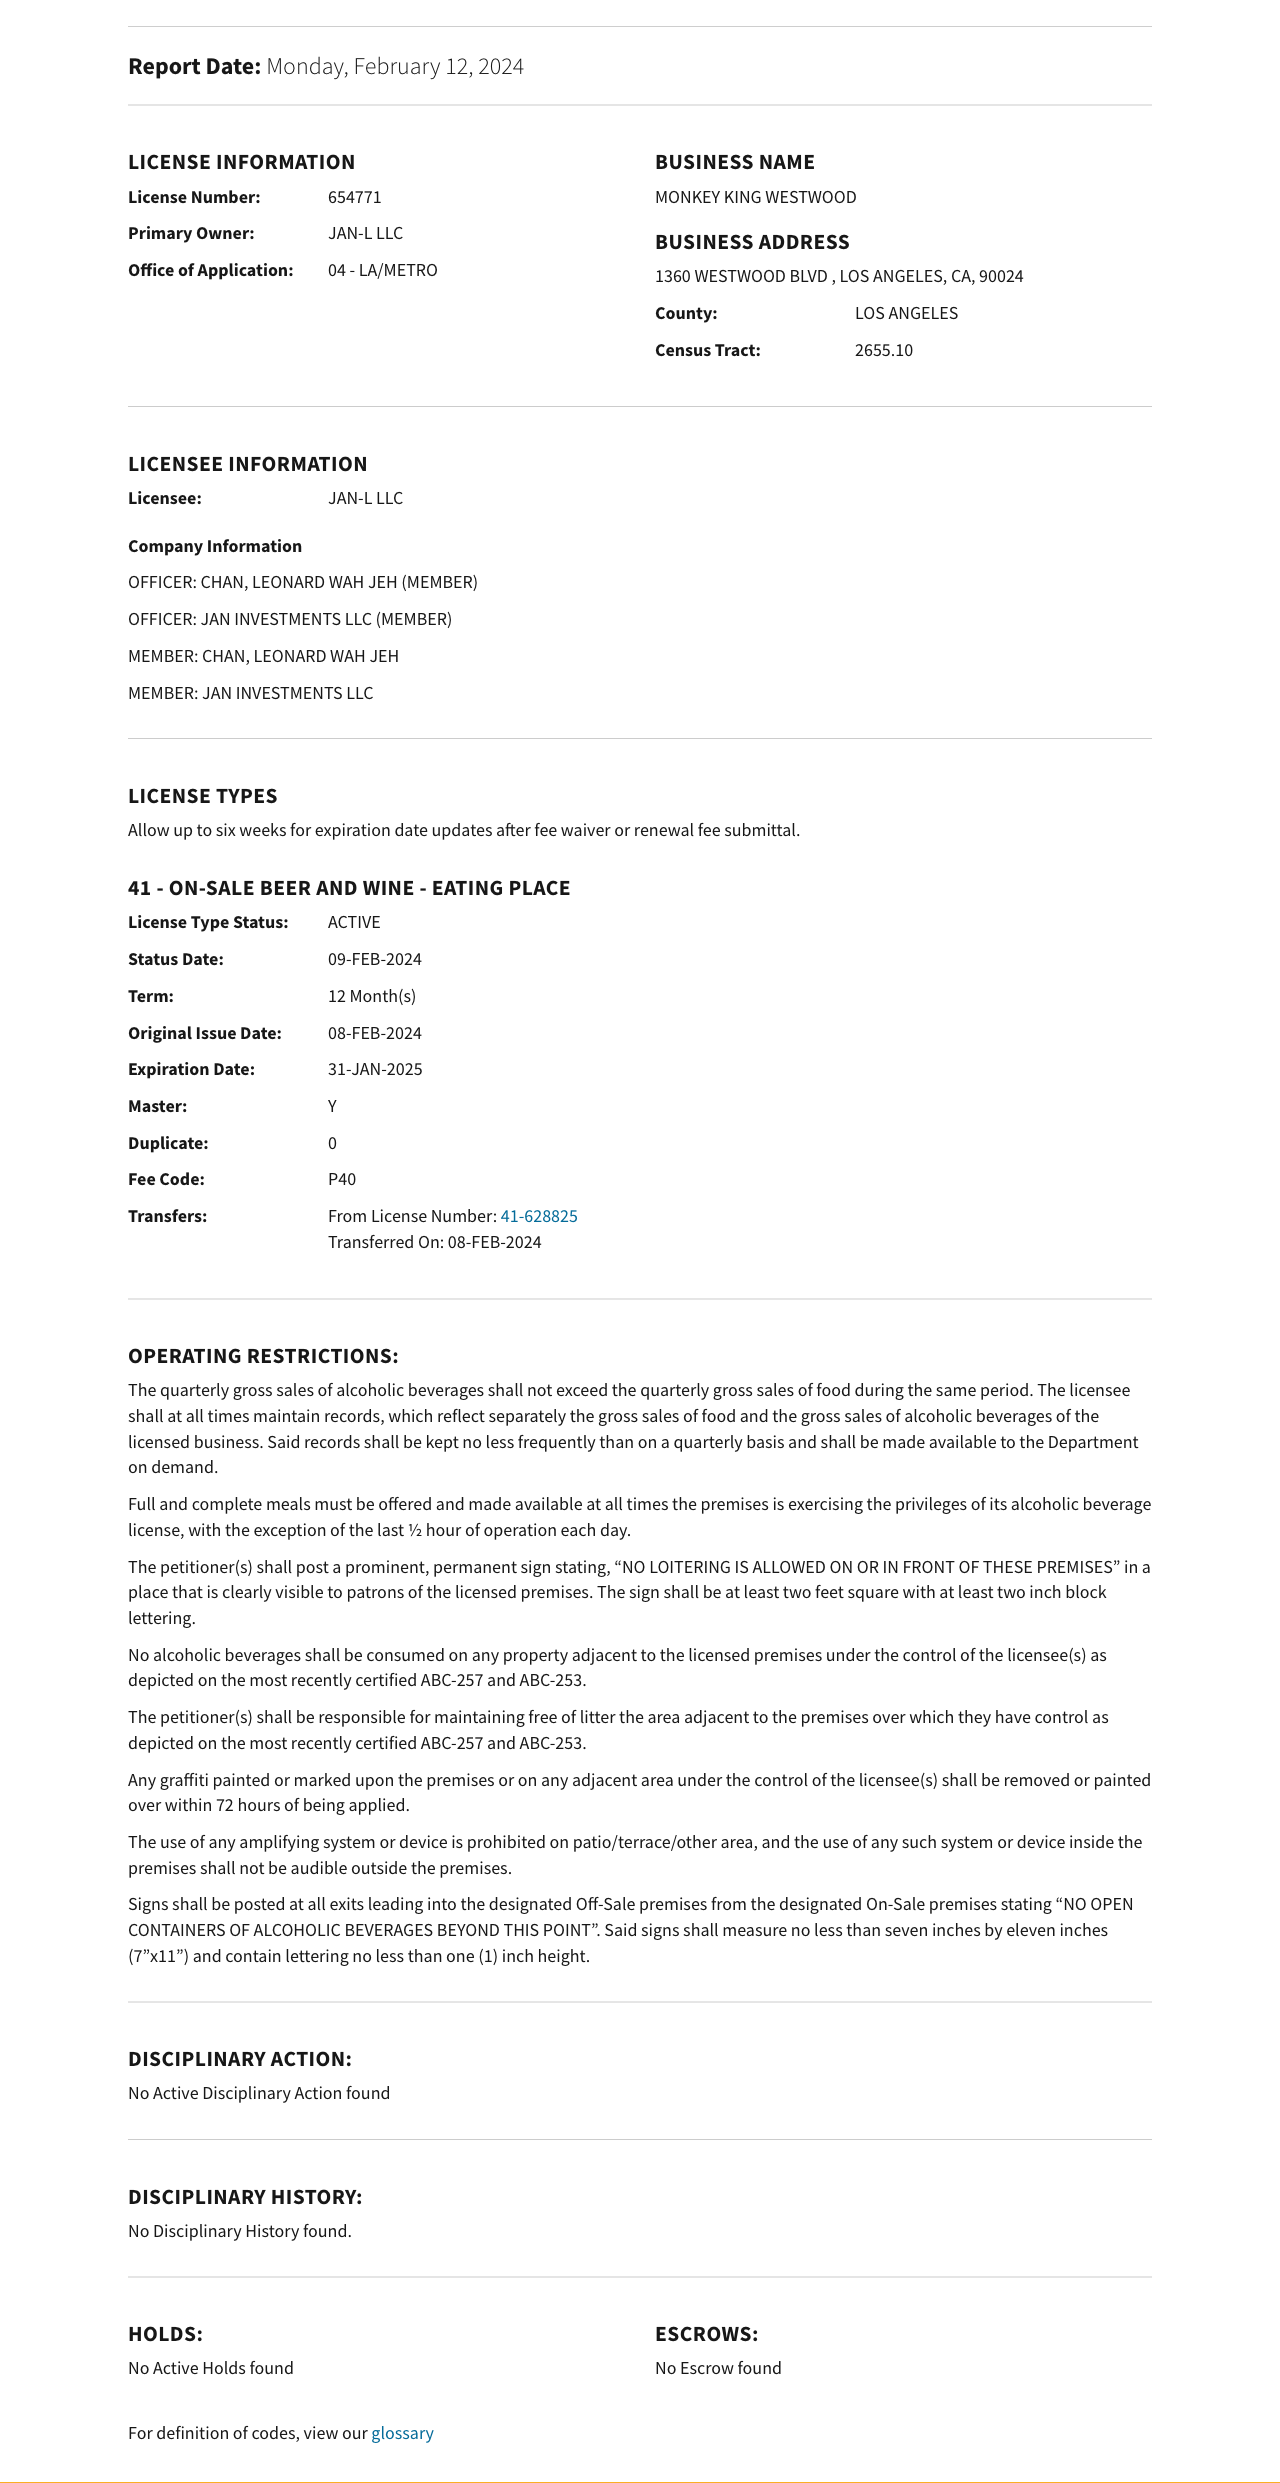 Report Date: Monday, February 12, 2024
LICENSE INFORMATION
License Number: 654771
Primary Owner: JAN-L LLC
Office of Application: 04 - LA/METRO
BUSINESS NAME
MONKEY KING WESTWOOD
BUSINESS ADDRESS
1360 WESTWOOD BLVD , LOS ANGELES, CA, 90024
County: LOS ANGELES
Census Tract: 2655.10
LICENSEE INFORMATION
Licensee: JAN-L LLC
Company Information
OFFICER: CHAN, LEONARD WAH JEH (MEMBER)
OFFICER: JAN INVESTMENTS LLC (MEMBER)
MEMBER: CHAN, LEONARD WAH JEH
MEMBER: JAN INVESTMENTS LLC
LICENSE TYPES
Allow up to six weeks for expiration date updates after fee waiver or renewal fee submittal.
41 - ON-SALE BEER AND WINE - EATING PLACE
License Type Status: ACTIVE
Status Date: 09-FEB-2024
Term: 12 Month(s)
Original Issue Date: 08-FEB-2024
Expiration Date: 31-JAN-2025
Master: Y
Duplicate: 0
Fee Code: P40
Transfers: From License Number: 41-628825
Transferred On: 08-FEB-2024
OPERATING RESTRICTIONS:
The quarterly gross sales of alcoholic beverages shall not exceed the quarterly gross sales of food during the same period. The licensee
shall at all times maintain records, which reflect separately the gross sales of food and the gross sales of alcoholic beverages of the
licensed business. Said records shall be kept no less frequently than on a quarterly basis and shall be made available to the Department
on demand.
Full and complete meals must be offered and made available at all times the premises is exercising the privileges of its alcoholic beverage
license, with the exception of the last ½ hour of operation each day.
The petitioner(s) shall post a prominent, permanent sign stating, “NO LOITERING IS ALLOWED ON OR IN FRONT OF THESE PREMISES” in a
place that is clearly visible to patrons of the licensed premises. The sign shall be at least two feet square with at least two inch block
lettering.
No alcoholic beverages shall be consumed on any property adjacent to the licensed premises under the control of the licensee(s) as
depicted on the most recently certified ABC-257 and ABC-253.
The petitioner(s) shall be responsible for maintaining free of litter the area adjacent to the premises over which they have control as
depicted on the most recently certified ABC-257 and ABC-253.
Any graffiti painted or marked upon the premises or on any adjacent area under the control of the licensee(s) shall be removed or painted
over within 72 hours of being applied.
The use of any amplifying system or device is prohibited on patio/terrace/other area, and the use of any such system or device inside the
premises shall not be audible outside the premises.
Signs shall be posted at all exits leading into the designated Off-Sale premises from the designated On-Sale premises stating “NO OPEN
CONTAINERS OF ALCOHOLIC BEVERAGES BEYOND THIS POINT”. Said signs shall measure no less than seven inches by eleven inches
(7”x11”) and contain lettering no less than one (1) inch height.
DISCIPLINARY ACTION:
No Active Disciplinary Action found
DISCIPLINARY HISTORY:
No Disciplinary History found.
HOLDS:
No Active Holds found
ESCROWS:
No Escrow found
For definition of codes, view our glossary